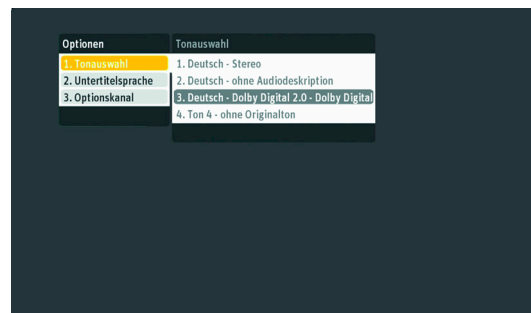 Optionen
1. Tonauswahl
2. Untertitelsprache
3. Optionskanal
Tonauswahl
1. Deutsch - Stereo
2. Deutsch - ohne Audiodeskription
3. Deutsch - Dolby Digital 2.0 - Dolby Digital
4. Ton 4 - ohne Originalton